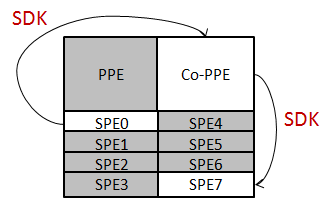 SDK
PPE Co-PPE
SDK
SPE0 SPE4
SPE1 SPE5
SPE2 SPE6
SPE3 SPE7